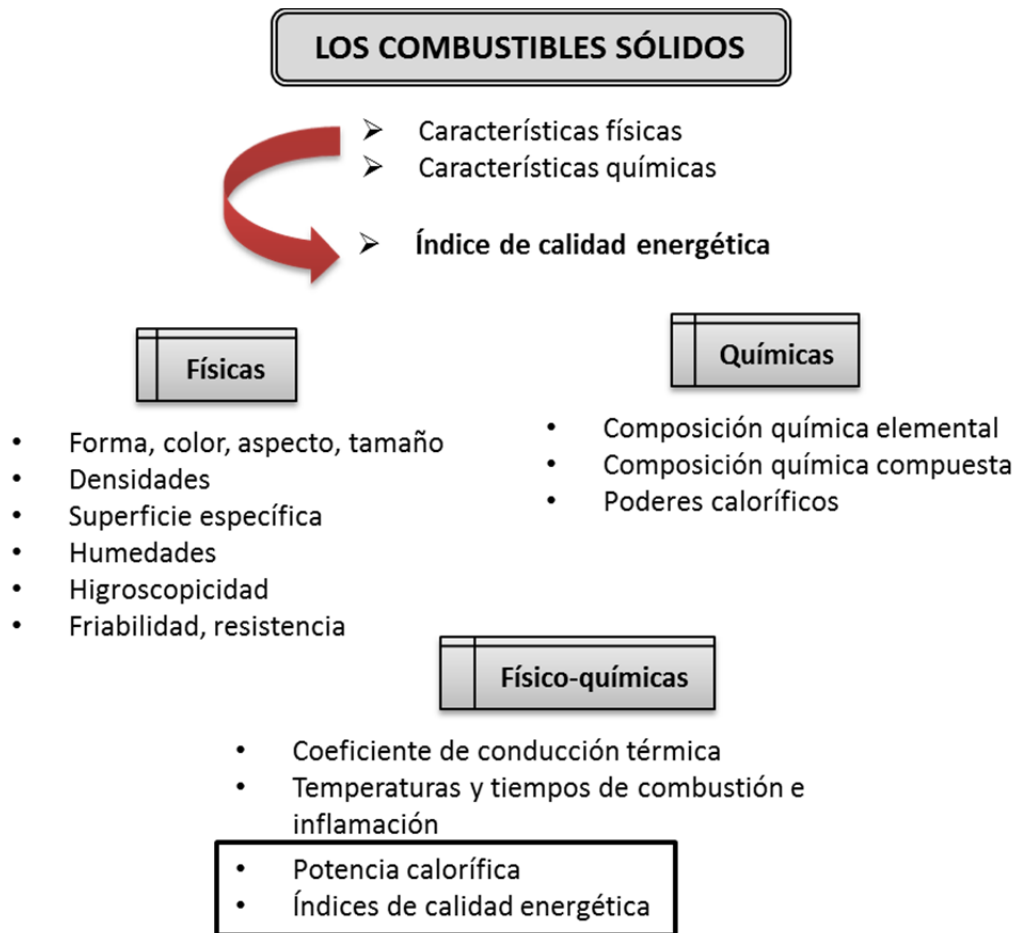 LOS COMBUSTIBLES SÓLIDOS
➢ Características físicas
➢ Características químicas
➢ Índice de calidad energética
Físicas
• Forma, color, aspecto, tamaño
• Densidades
• Superficie específica
• Humedades
• Higroscopicidad
• Friabilidad, resistencia
Químicas
• Composición química elemental
• Composición química compuesta
• Poderes caloríficos
Físico-químicas
• Coeficiente de conducción térmica
• Temperaturas y tiempos de combustión e
inflamación
• Potencia calorífica
• Índices de calidad energética